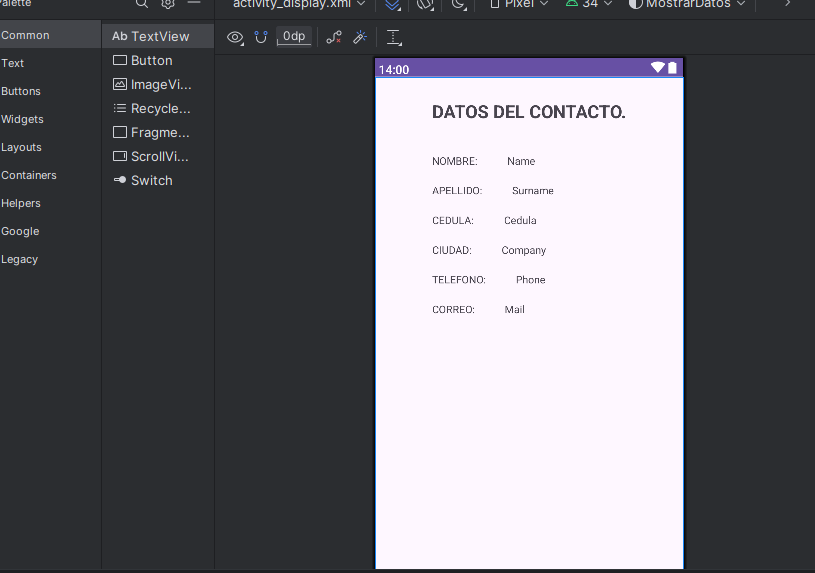 Palette
activity_display.xml
Pixel
34
MostrarDatos
Common
Text
Buttons
Widgets
Layouts
Containers
Helpers
Google
Legacy
Ab TextView
Button
ImageVi...
Recycle...
Fragme...
ScrollVi...
Switch
0dp
14:00
DATOS DEL CONTACTO.
NOMBRE: Name
APELLIDO: Surname
CEDULA: Cedula
CIUDAD: Company
TELEFONO: Phone
CORREO: Mail